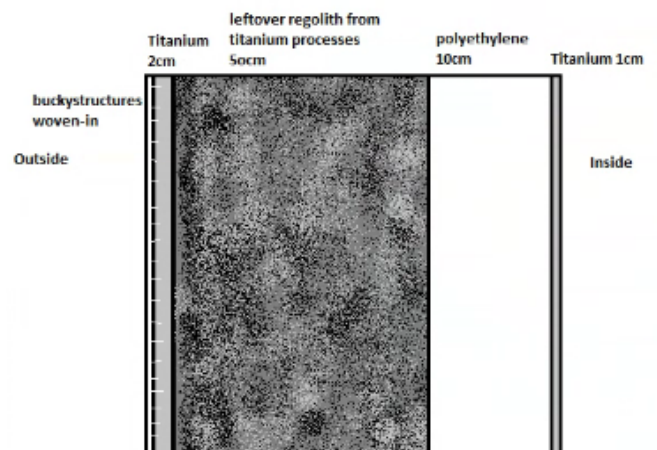 leftover regolith from
titanium processes
5ocm
Titanium
2cm
polyethylene
10cm
Titanium 1cm
buckystructures
woven-in
Outside
Inside